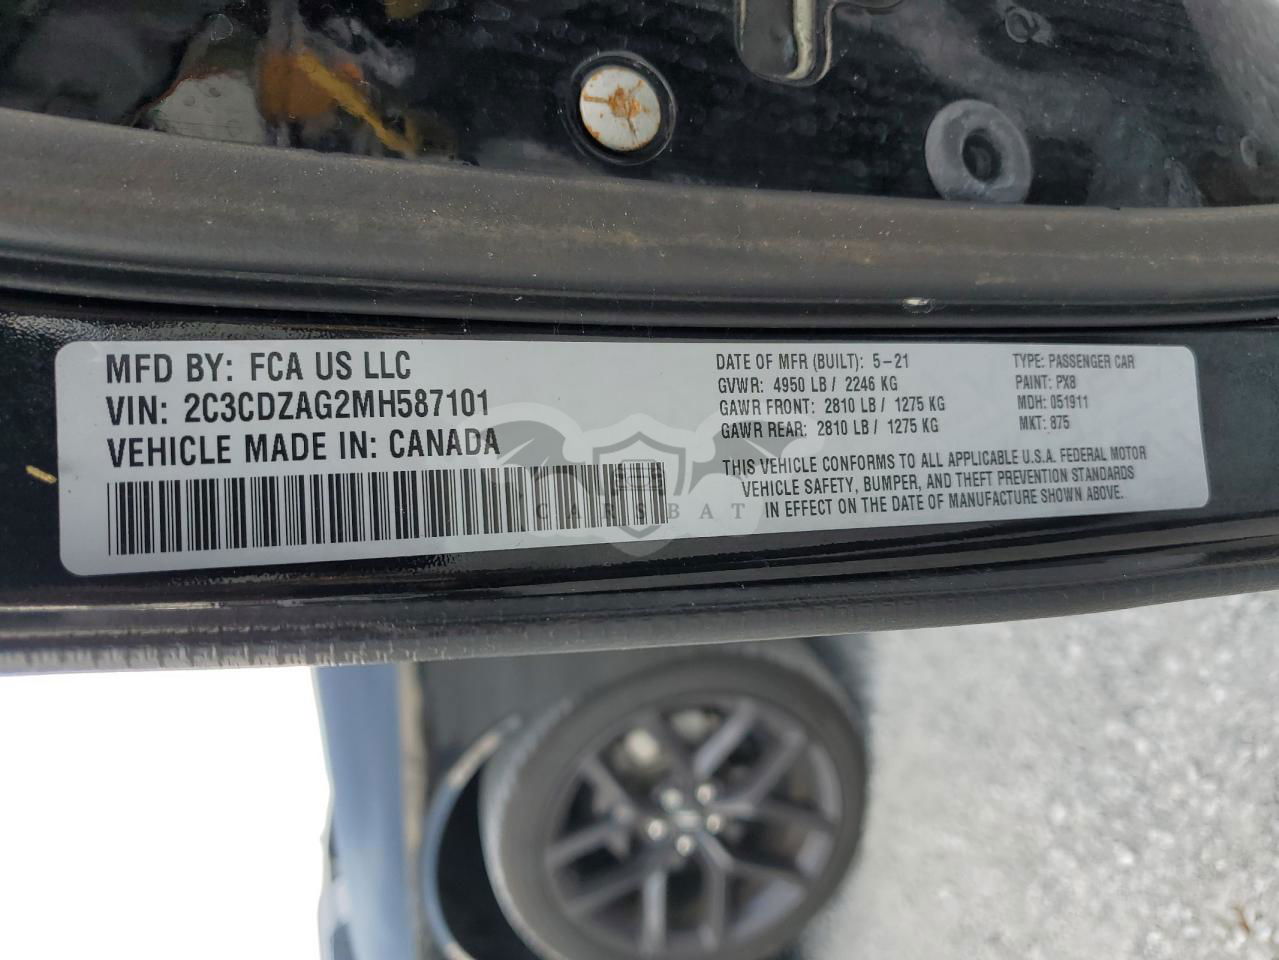 MFD BY: FCA US LLC
VIN: 2C3CDZAG2MH587101
VEHICLE MADE IN: CANADA
DATE OF MFR (BUILT): 5-21
GVWR: 4950 LB / 2246 KG
GAWR FRONT: 2810 LB / 1275 KG
GAWR REAR: 2810 LB / 1275 KG
TYPE: PASSENGER CAR
PAINT: PX8
MDH: 051911
MKT: 875
THIS VEHICLE CONFORMS TO ALL APPLICABLE U.S.A. FEDERAL MOTOR
VEHICLE SAFETY, BUMPER, AND THEFT PREVENTION STANDARDS
IN EFFECT ON THE DATE OF MANUFACTURE SHOWN ABOVE.
CARSBAT